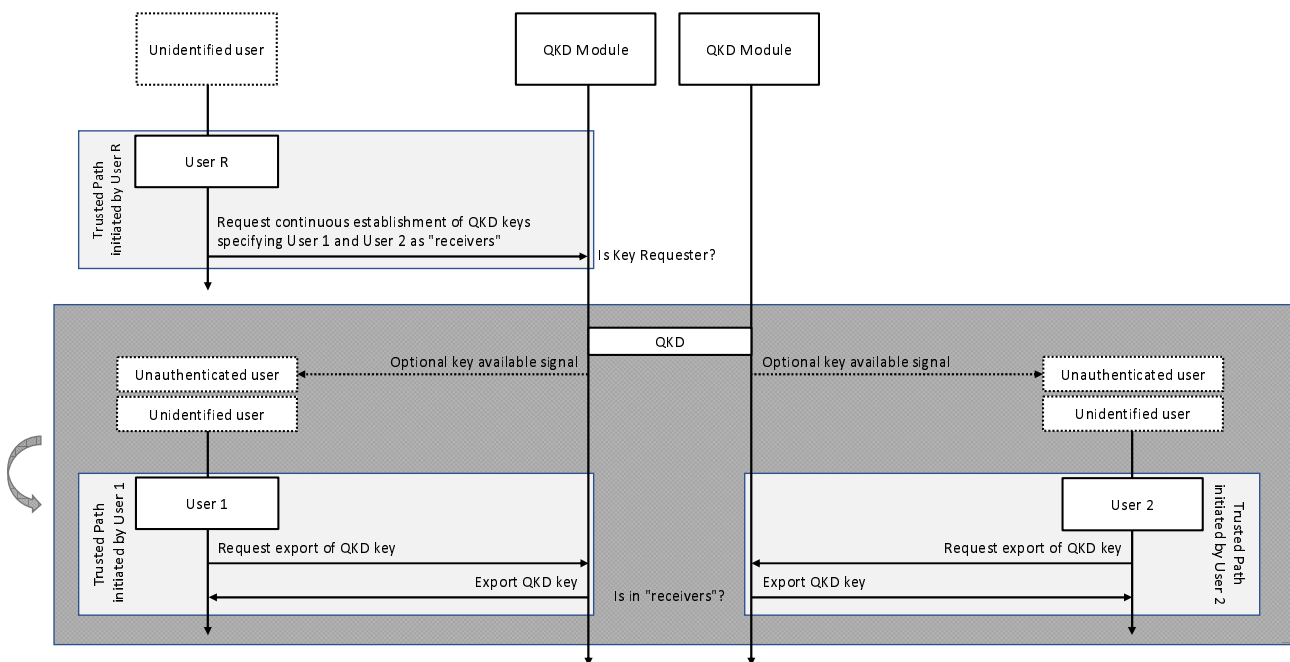 Unidentified user
QKD Module
QKD Module
Trusted Path
initiated by User R
User R
Request continuous establishment of QKD keys
specifying User 1 and User 2 as "receivers"
Is Key Requester?
QKD
Optional key available signal
Optional key available signal
Unauthenticated user
Unauthenticated user
Unidentified user
Unidentified user
Trusted Path
initiated by User 1
User 1
User 2
Trusted Path
initiated by User 2
Request export of QKD key
Request export of QKD key
Export QKD key
Is in "receivers"?
Export QKD key